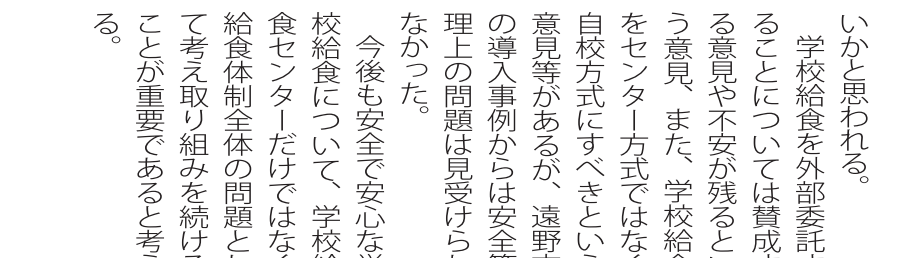 いかと思われる。
学校給食を外部委託
ることについては賛成
る意見や不安が残ると
う意見、また、学校給
をセンター方式ではな
自校方式にすべきとい
意見等があるが、遠野
の導入事例からは安全
理上の問題は見受けら
なかった。
今後も安全で安心な
校給食について、学校
食センターだけではな
給食体制全体の問題と
て考え取り組みを続け
ことが重要であると考
る。